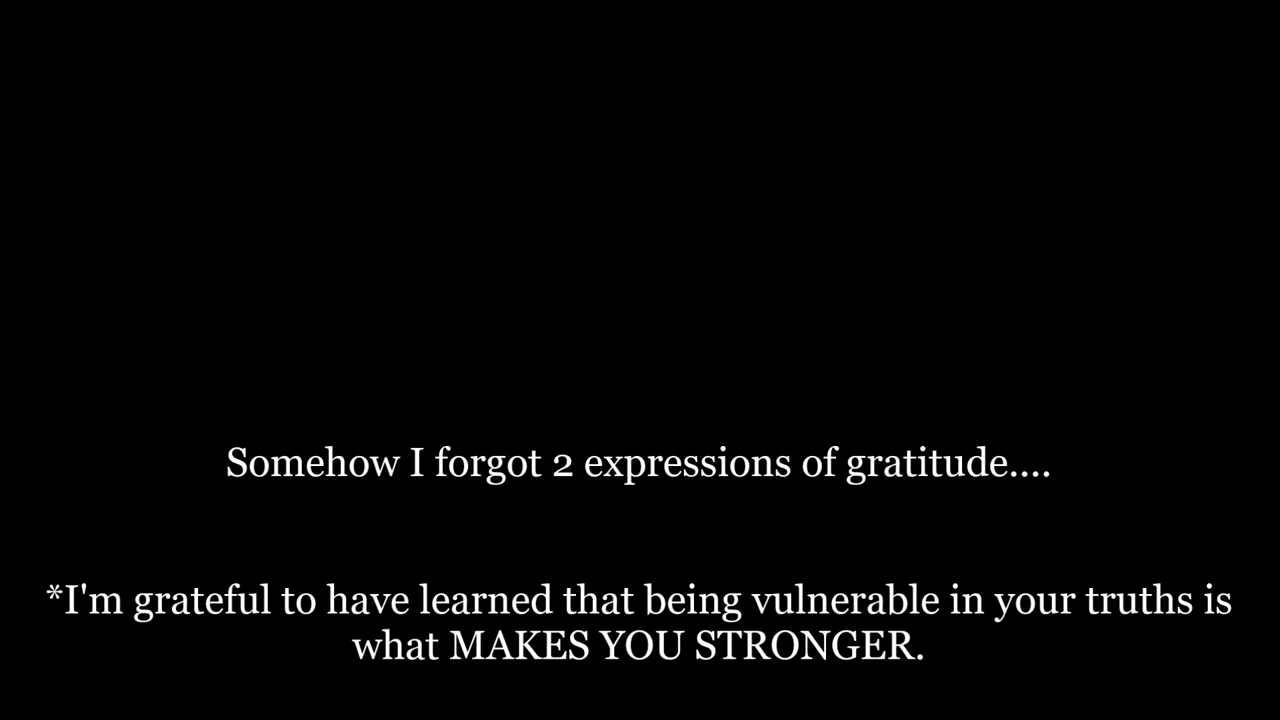 Somehow I forgot 2 expressions of gratitude....
*I'm grateful to have learned that being vulnerable in your truths is
what MAKES YOU STRONGER.